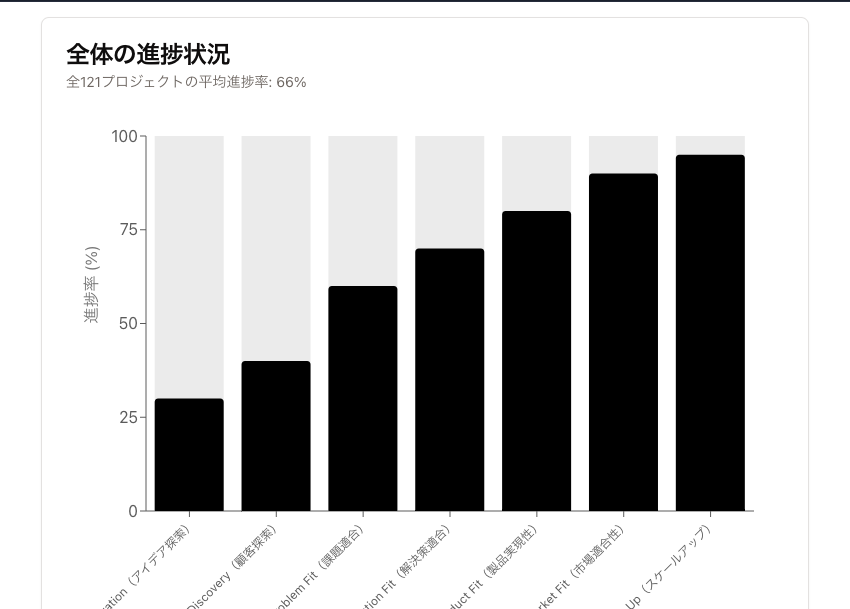 全体の進捗状況
全121プロジェクトの平均進捗率: 66%
100
75
50
25
0
進捗率 (%)
ation（アイデア探索）
Discovery（顧客探索）
oblem Fit（課題適合）
tion Fit（解決策適合）
duct Fit（製品実現性）
rket Fit（市場適合性）
Up（スケールアップ）